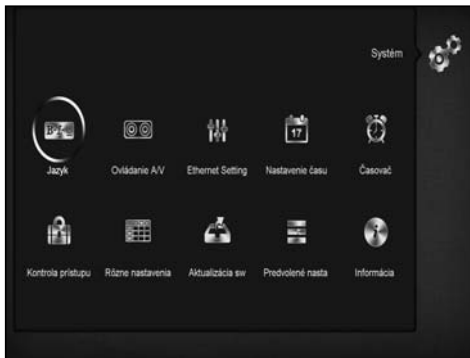 Systém
17
Jazyk
Ovládanie A/V
Ethernet Setting
Nastavenie času
Časovač
Kontrola prístupu
Rôzne nastavenia
Aktualizácia sw
Predvolené nasta
Informácia